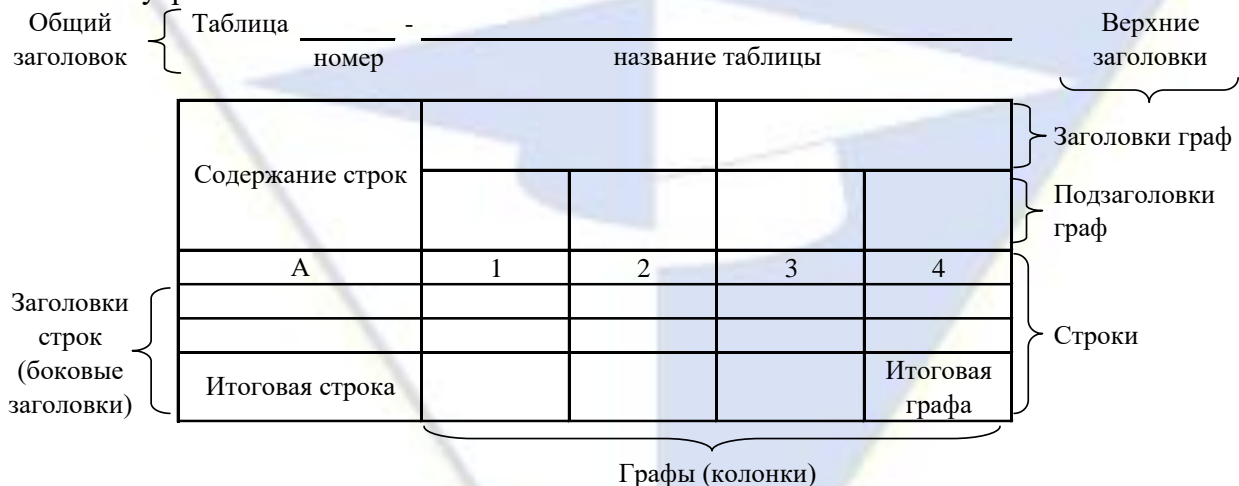 Общий
заголовок
Таблица -
номер
название таблицы
Верхние
заголовки
Содержание строк
Заголовки граф
Подзаголовки
граф
А 1 2 3 4
Заголовки
строк
(боковые
заголовки)
Строки
Итоговая строка
Итоговая
графа
Графы (колонки)